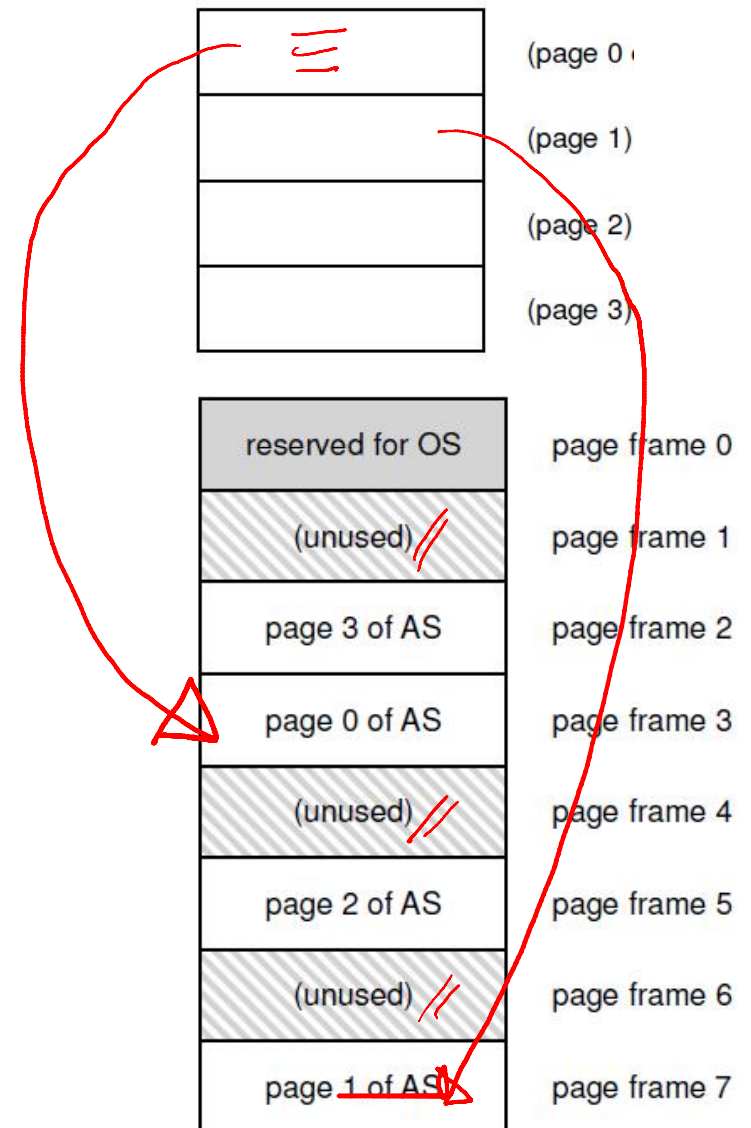 (page 0
(page 1)
(page 2)
(page 3)
reserved for OS page frame 0
(unused) page frame 1
page 3 of AS page frame 2
page 0 of AS page frame 3
(unused) page frame 4
page 2 of AS page frame 5
(unused) page frame 6
page 1 of AS page frame 7